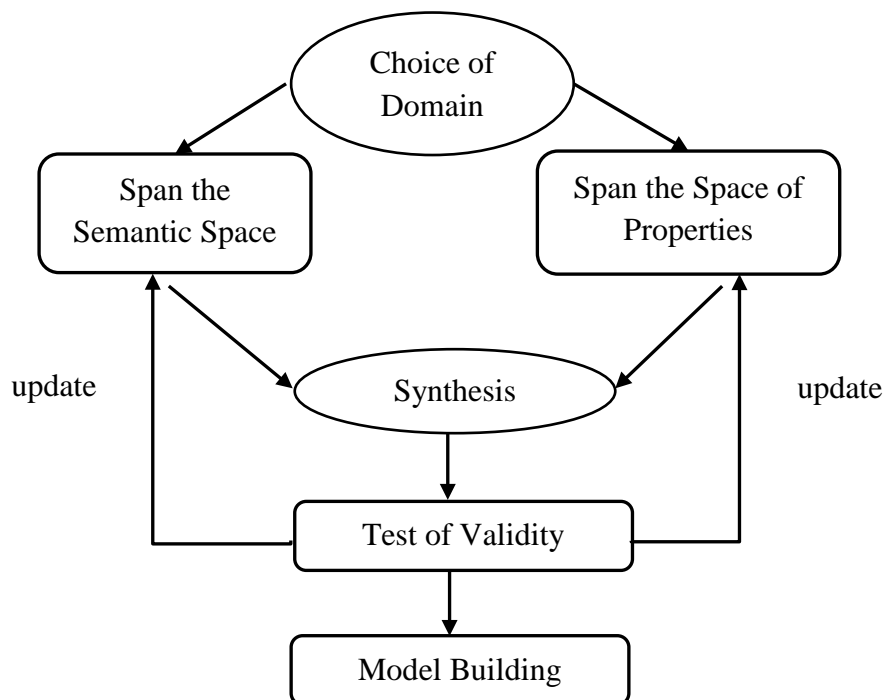 Choice of
Domain
Span the
Semantic Space
Span the Space of
Properties
update
Synthesis
update
Test of Validity
Model Building